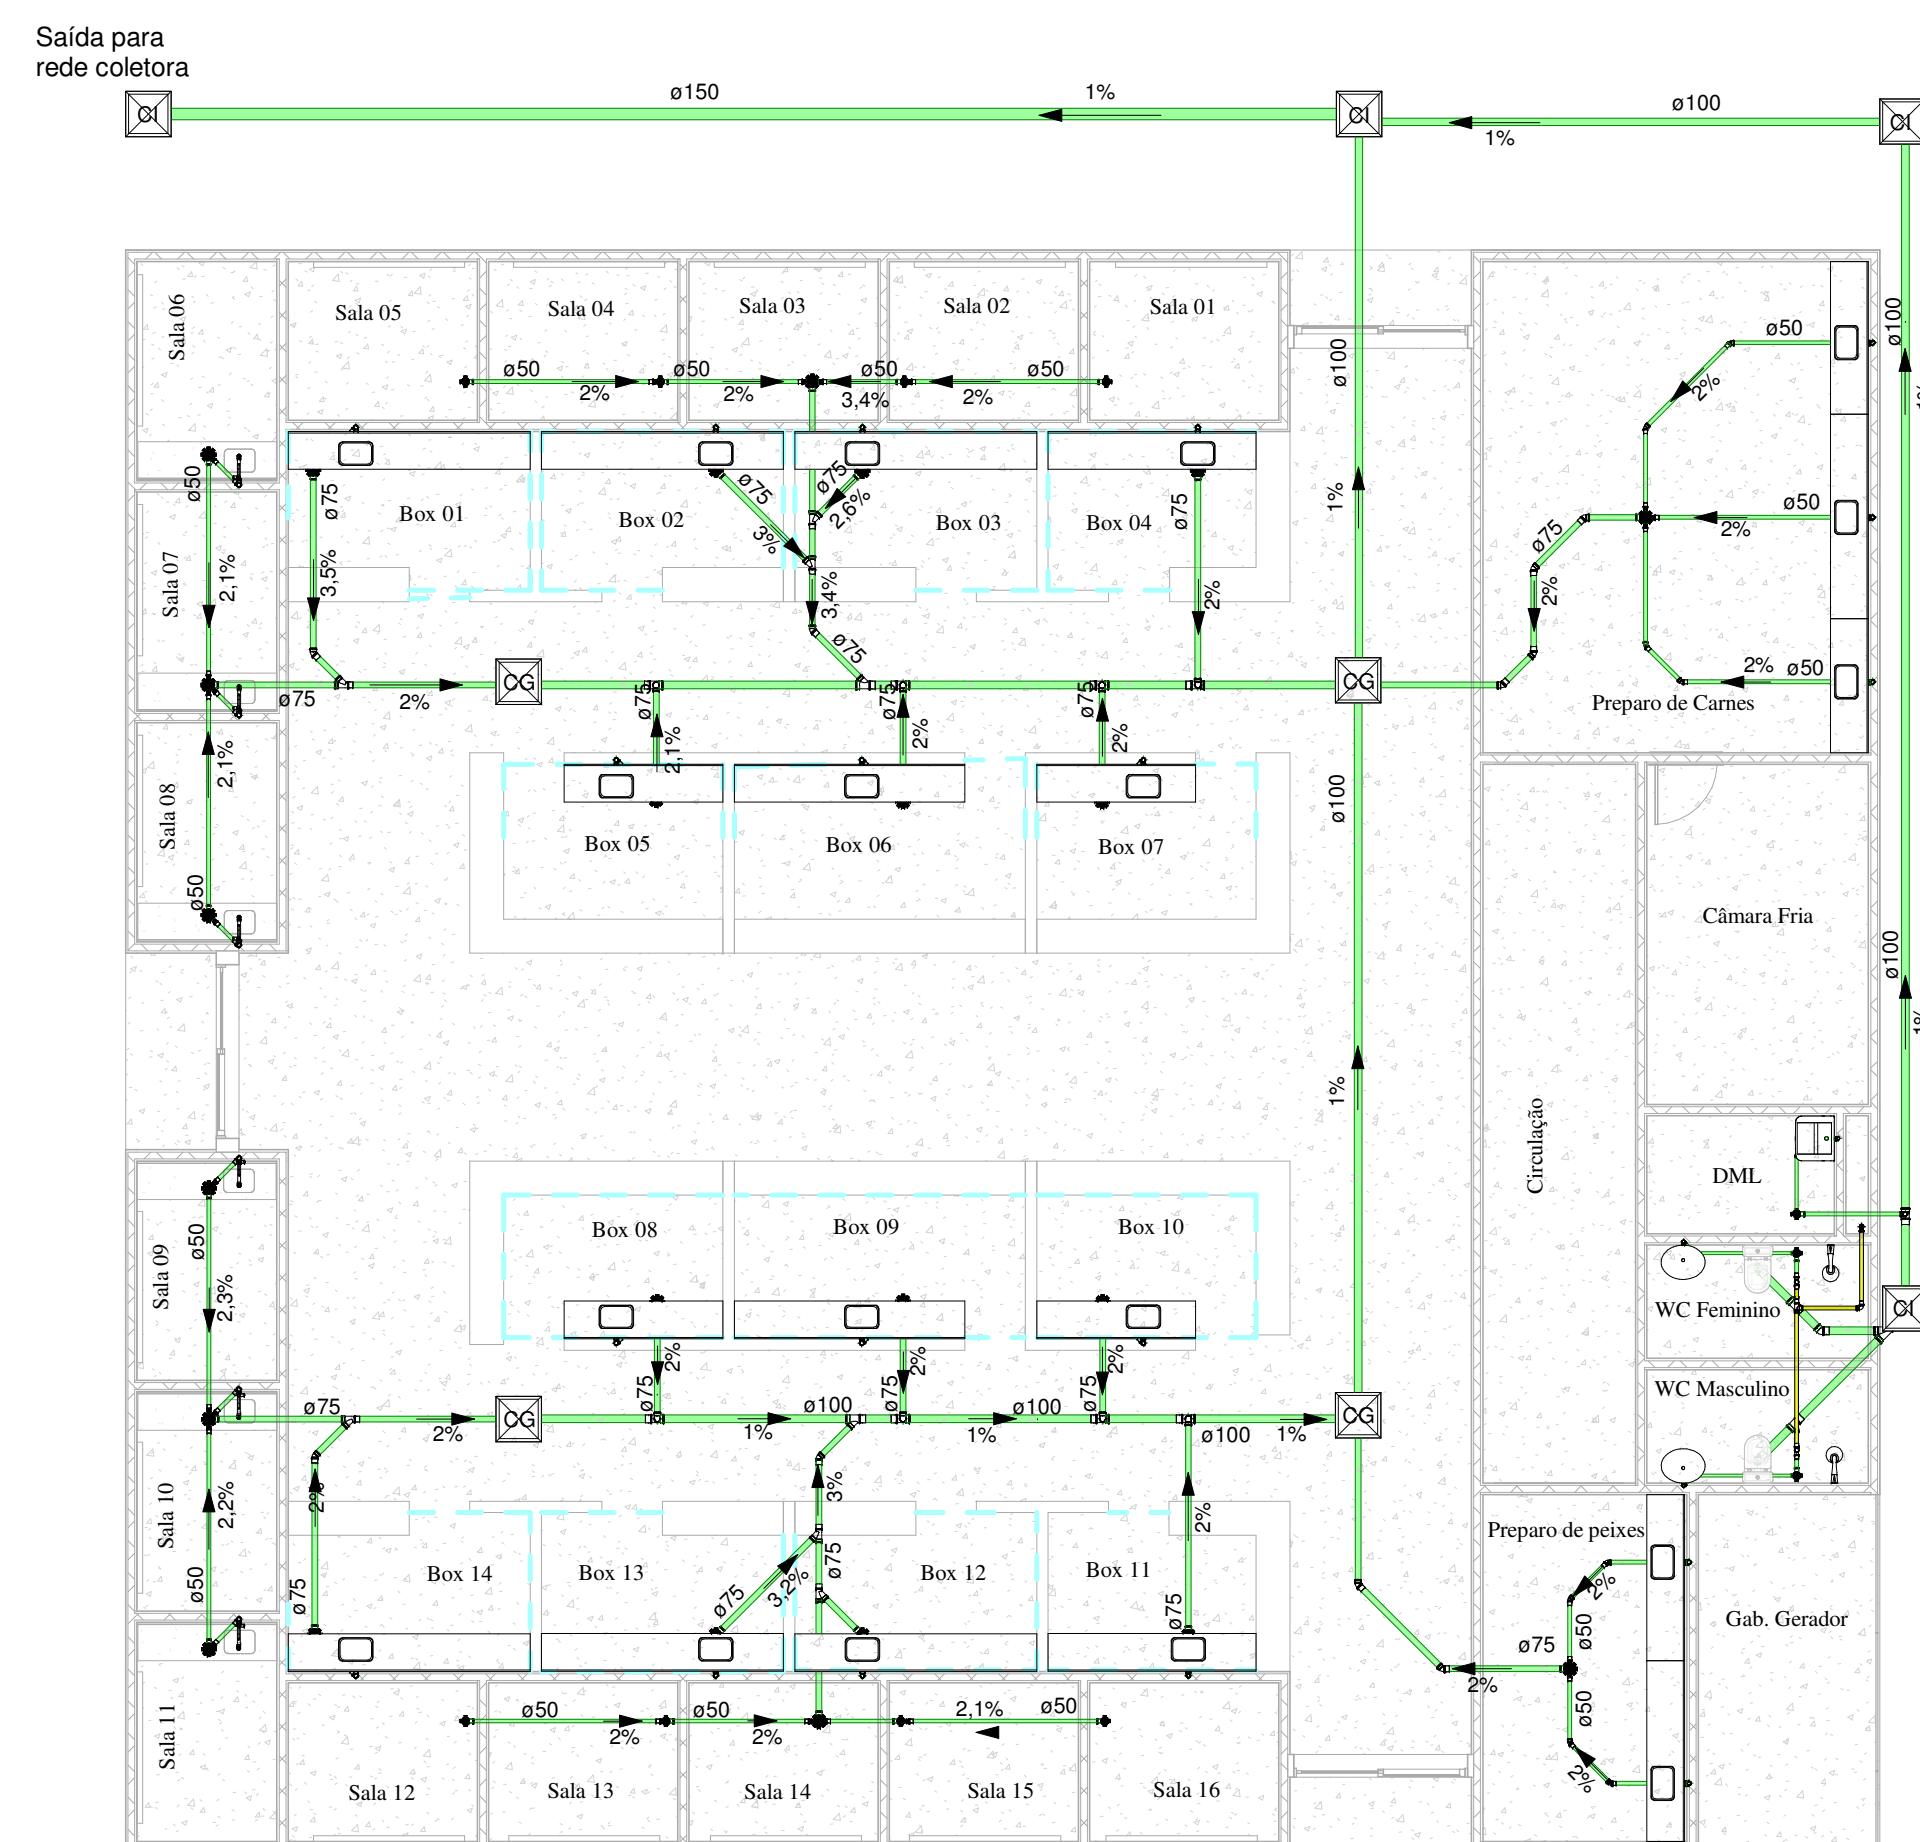 Saída para
rede coletora
ø150
1%
ø100
1%
CI
CI
CI
Sala 06
Sala 05
Sala 04
Sala 03
Sala 02
Sala 01
ø50
2%
ø50
2%
ø50
3,4%
ø50
2%
ø100
ø50
2%
ø100
ø50
ø75
3,5%
Box 01
ø75
3%
Box 02
ø75
2,6%
Box 03
Box 04
ø75
2%
1%
ø50
2%
ø75
2%
Sala 07
2,1%
3,4%
ø75
ø75
2%
CG
ø75
2,1%
ø75
2%
ø75
2%
CG
2%
ø50
Preparo de Carnes
2,1%
Sala 08
ø50
Box 05
Box 06
Box 07
ø100
Câmara Fria
ø100
1%
1%
Circulação
DML
Sala 09
ø50
2,3%
Box 08
Box 09
Box 10
WC Feminino
CI
2%
ø75
2%
ø75
2%
ø75
WC Masculino
ø75
2%
CG
1%
ø100
1%
ø100
ø100
1%
CG
Sala 10
2,2%
ø50
2%
ø75
3%
ø75
2%
ø75
Box 14
Box 13
ø75
3,2%
Box 12
Box 11
Preparo de peixes
2%
ø50
ø75
2%
ø50
2%
Gab. Gerador
Sala 11
ø50
2%
ø50
2%
2,1%
ø50
Sala 12
Sala 13
Sala 14
Sala 15
Sala 16